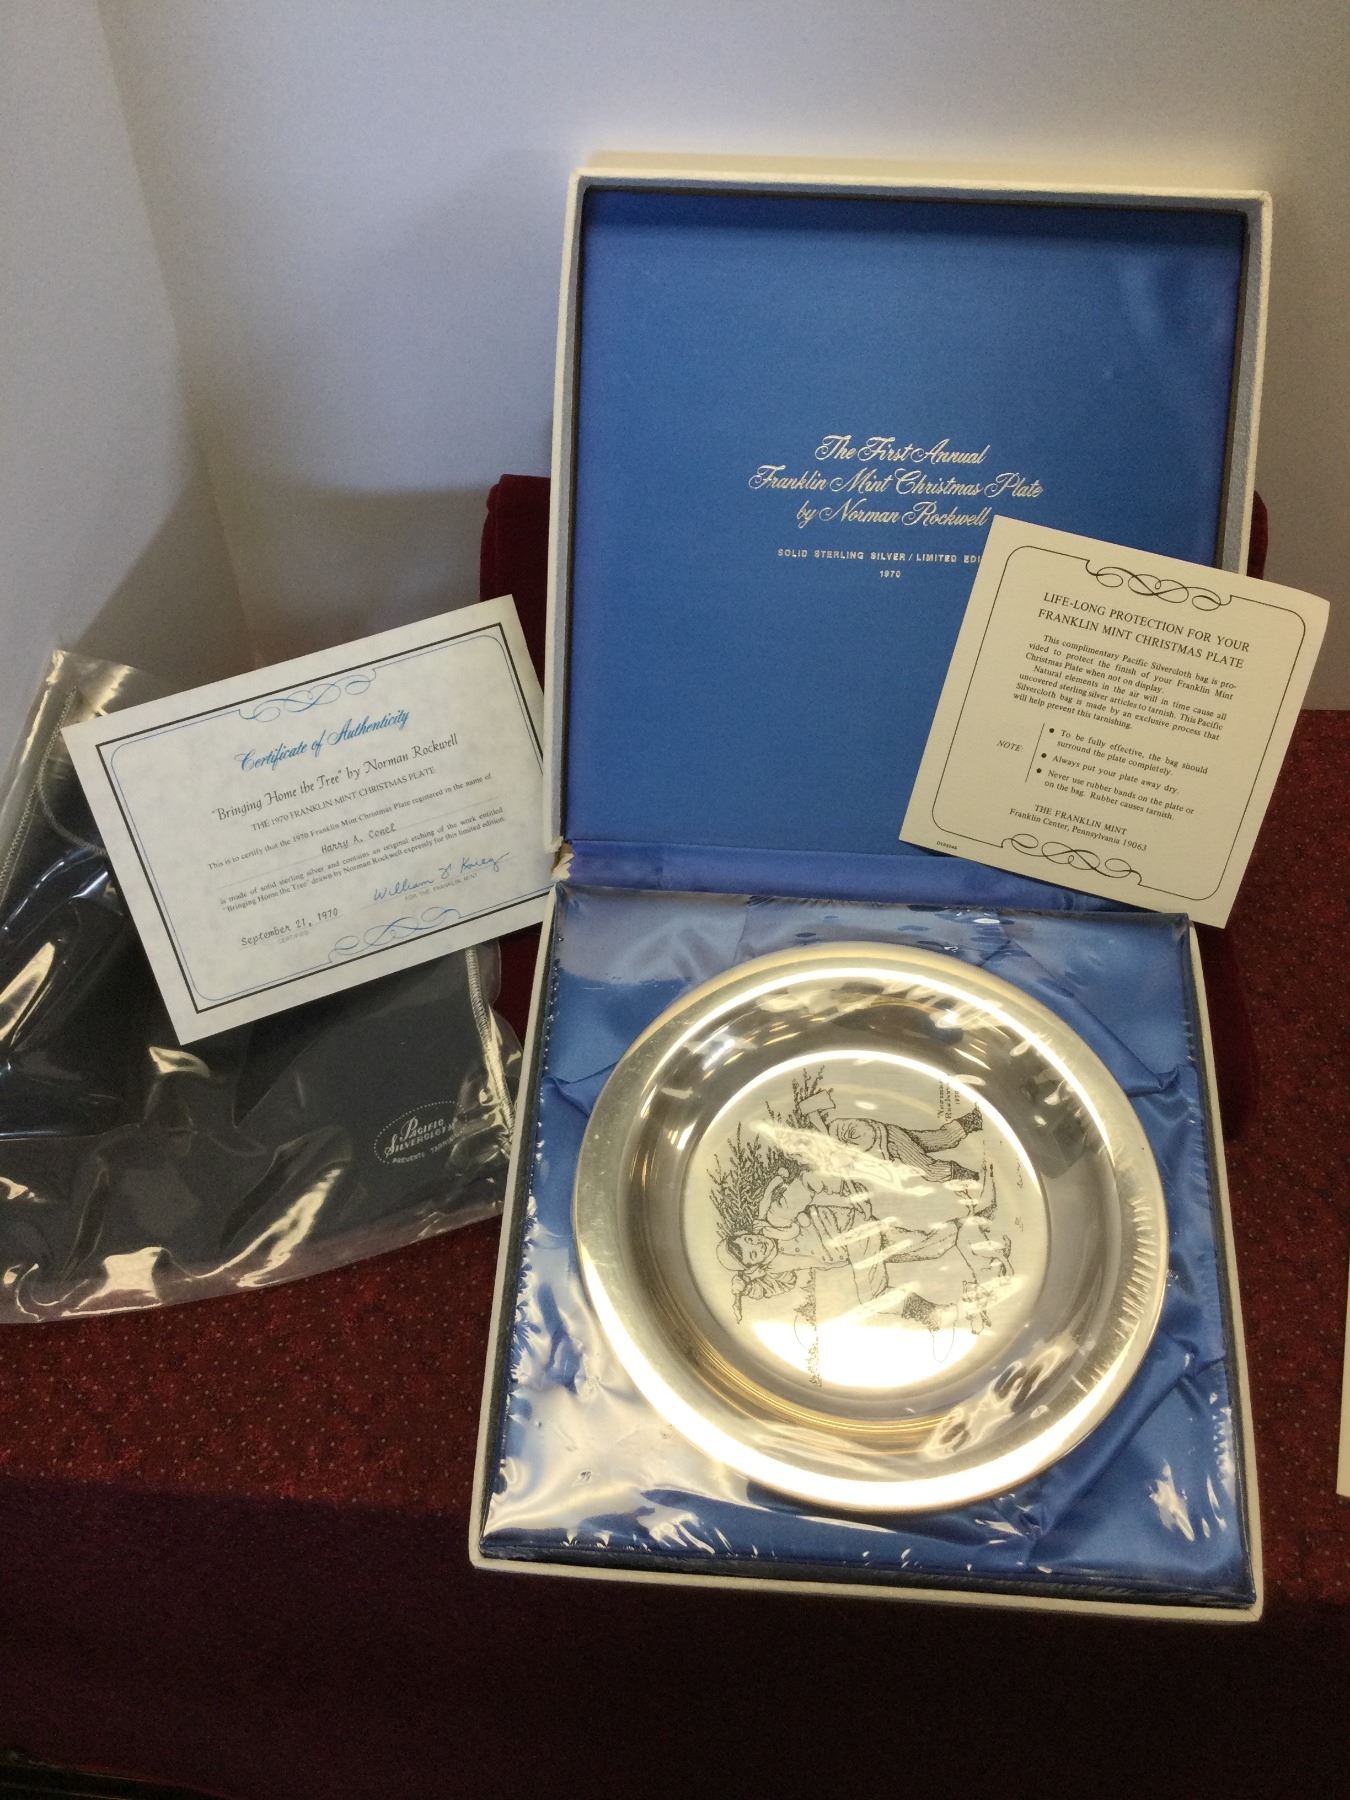 The First Annual
Franklin Mint Christmas Plate
by Norman Rockwell
SOLID STERLING SILVER / LIMITED EDI
1970
LIFE-LONG PROTECTION FOR YOUR
FRANKLIN MINT CHRISTMAS PLATE
This complimentary Pacific Silvercloth bag is pro-
vided to protect the finish of your Franklin Mint
Christmas Plate when not on display.
Natural elements in the air will in time cause all
uncovered sterling silver articles to tarnish. This Pacific
Silvercloth bag is made by an exclusive process that
will help prevent this tarnishing.
NOTE:
● To be fully effective, the bag should
surround the plate completely.
● Always put your plate away dry.
● Never use rubber bands on the plate or
on the bag. Rubber causes tarnish.
THE FRANKLIN MINT
Franklin Center, Pennsylvania 19063
Certificate of Authenticity
"Bringing Home the Tree" by Norman Rockwell
THE 1970 FRANKLIN MINT CHRISTMAS PLATE
This is to certify that the 1970 Franklin Mint Christmas Plate registered in the name of
Harry A. Conel
is made of solid sterling silver and contains an original etching of the work entitled
"Bringing Home the Tree" drawn by Norman Rockwell expressly for this limited edition.
September 21, 1970
CERTIFIED
William F Krieg
FOR THE FRANKLIN MINT
PACIFIC
SILVERCLOTH
PREVENTS
Norman
Rockwell
1970